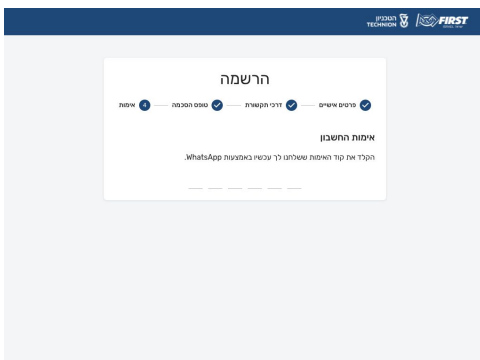 FIRST
הטכניון
TECHNION
הרשמה
פרטים אישיים
דרכי תקשורת
טופס הסכמה
4 אימות
אימות החשבון
הקלד את קוד האימות ששלחנו לך עכשיו באמצעות WhatsApp.